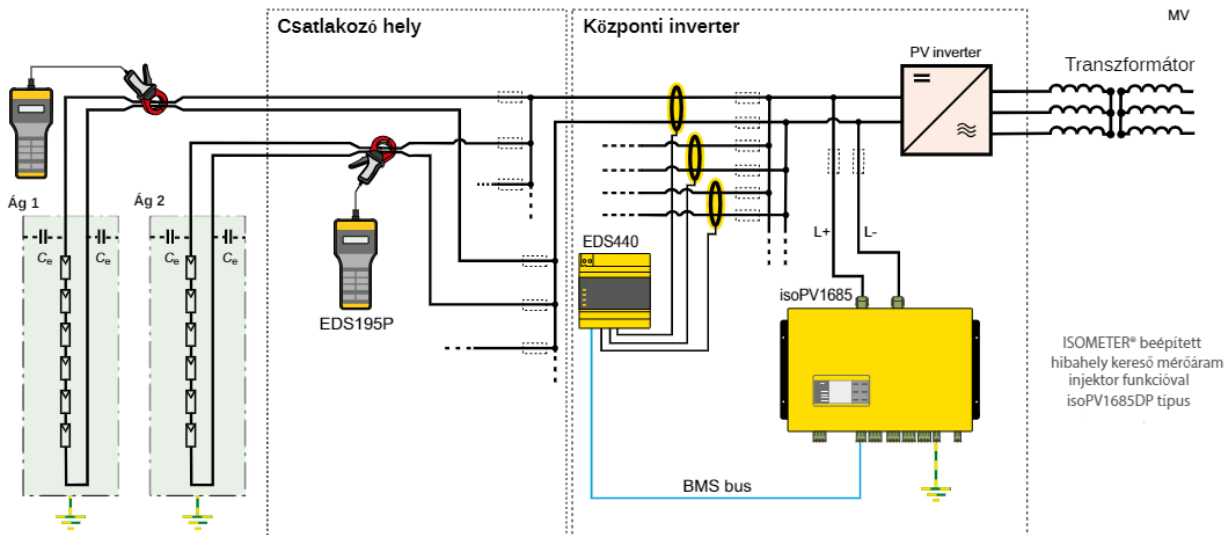 Csatlakozó hely
Központi inverter
MV
PV inverter
Transzformátor
Ág 1
Ág 2
Ce
Ce
Ce
Ce
EDS195P
EDS440
L+
L-
isoPV1685
ISOMETER® beépített
hibahely kereső mérőáram
injektor funkcióval
isoPV1685DP típus
BMS bus